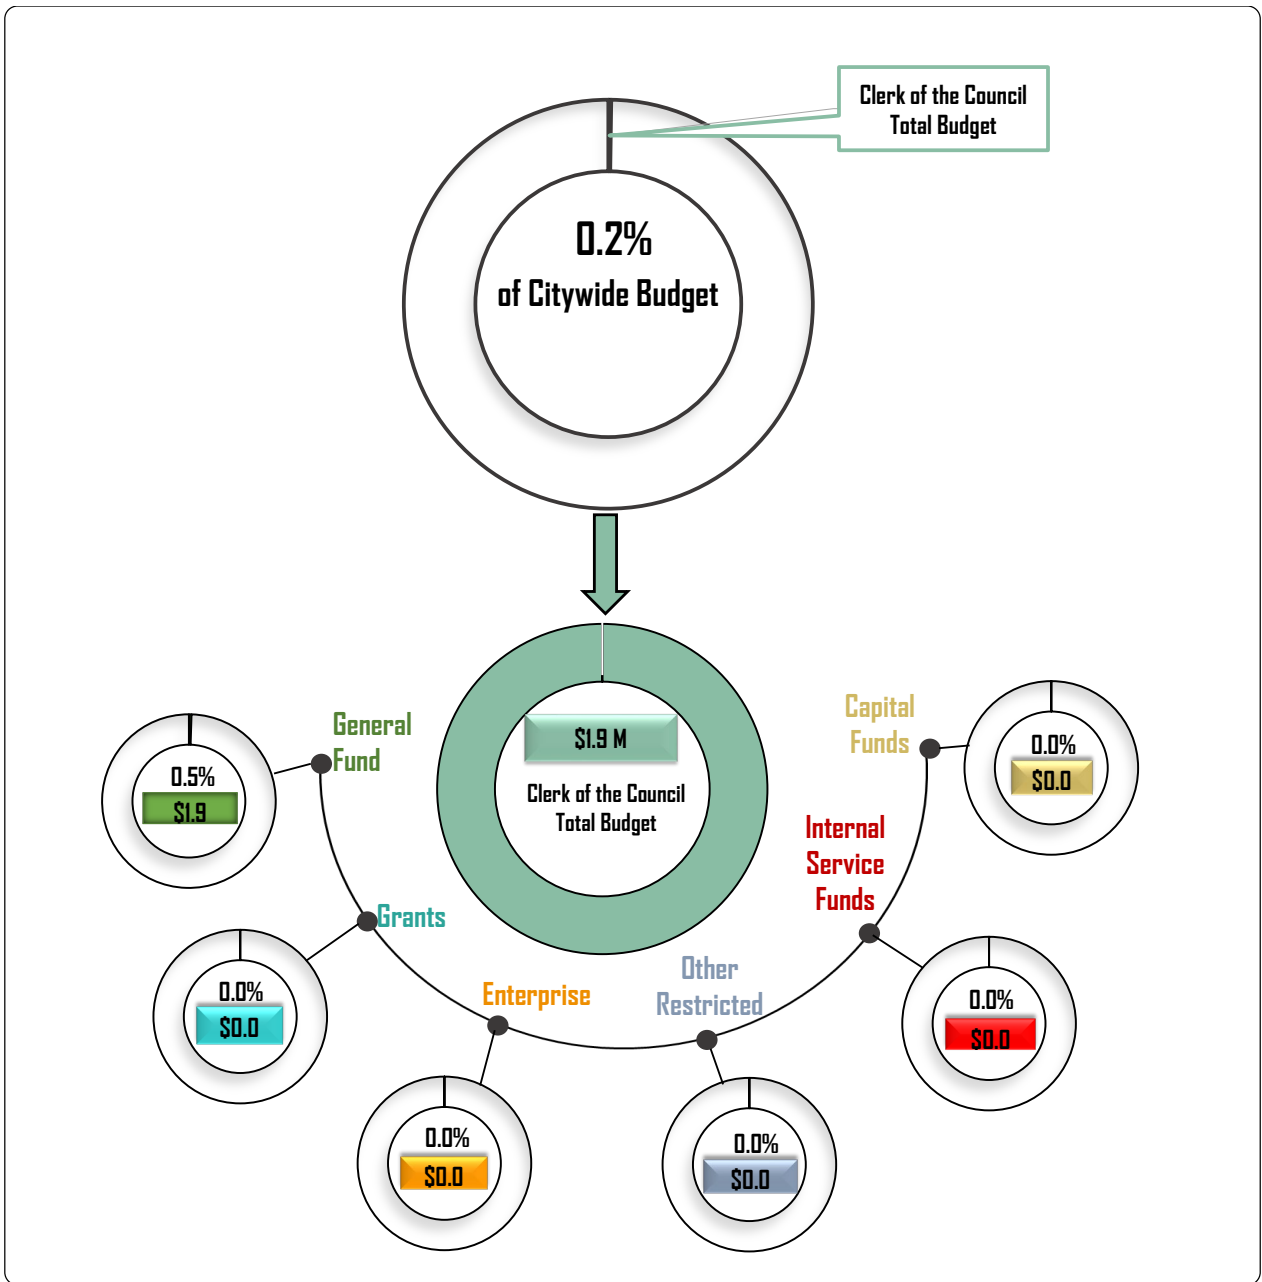 Clerk of the Council
Total Budget
0.2%
of Citywide Budget
$1.9 M
Clerk of the Council
Total Budget
General
Fund
0.5%
$1.9
Grants
0.0%
$0.0
Enterprise
0.0%
$0.0
Other
Restricted
0.0%
$0.0
Internal
Service
Funds
0.0%
$0.0
Capital
Funds
0.0%
$0.0